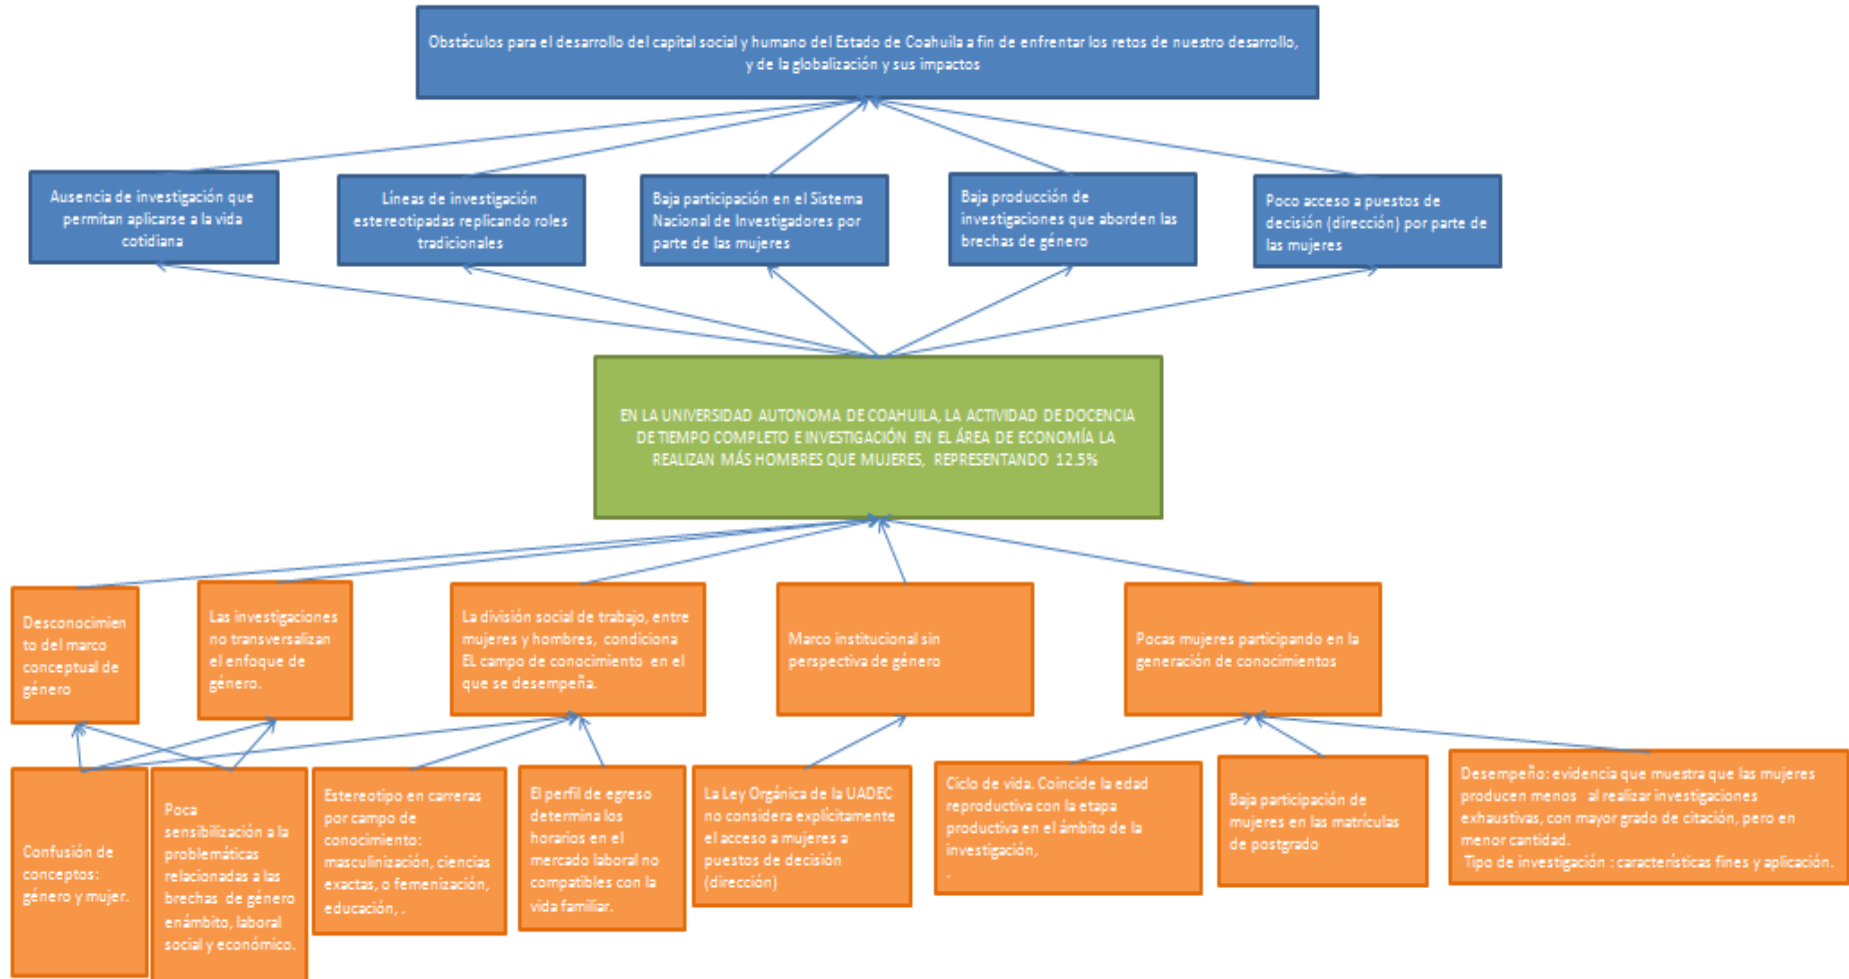 Obstáculos para el desarrollo del capital social y humano del Estado de Coahuila a fin de enfrentar los retos de nuestro desarrollo,
y de la globalización y sus impactos
Ausencia de investigación que
permitan aplicarse a la vida
cotidiana
Líneas de investigación
estereotipadas replicando roles
tradicionales
Baja participación en el Sistema
Nacional de Investigadores por
parte de las mujeres
Baja producción de
investigaciones que aborden las
brechas de género
Poco acceso a puestos de
decisión (dirección) por parte de
las mujeres
EN LA UNIVERSIDAD AUTONOMA DE COAHUILA, LA ACTIVIDAD DE DOCENCIA
DE TIEMPO COMPLETO E INVESTIGACIÓN EN EL ÁREA DE ECONOMÍA LA
REALIZAN MÁS HOMBRES QUE MUJERES, REPRESENTANDO 12.5%
Desconocimien
to del marco
conceptual de
género
Las investigaciones
no transversalizan
el enfoque de
género.
La división social de trabajo, entre
mujeres y hombres, condiciona
EL campo de conocimiento en el
que se desempeña.
Marco institucional sin
perspectiva de género
Pocas mujeres participando en la
generación de conocimientos
Confusión de
conceptos:
género y mujer.
Poca
sensibilización a la
problemáticas
relacionadas a las
brechas de género
enámbito, laboral
social y económico.
Estereotipo en carreras
por campo de
conocimiento:
masculinización, ciencias
exactas, o femenización,
educación, .
El perfil de egreso
determina los
horarios en el
mercado laboral no
compatibles con la
vida familiar.
La Ley Orgánica de la UADEC
no considera explícitamente
el acceso a mujeres a
puestos de decisión
(dirección)
Ciclo de vida. Coincide la edad
reproductiva con la etapa
productiva en el ámbito de la
investigación,
.
Baja participación de
mujeres en las matrículas
de postgrado
Desempeño: evidencia que muestra que las mujeres
producen menos al realizar investigaciones
exhaustivas, con mayor grado de citación, pero en
menor cantidad.
Tipo de investigación : características fines y aplicación.